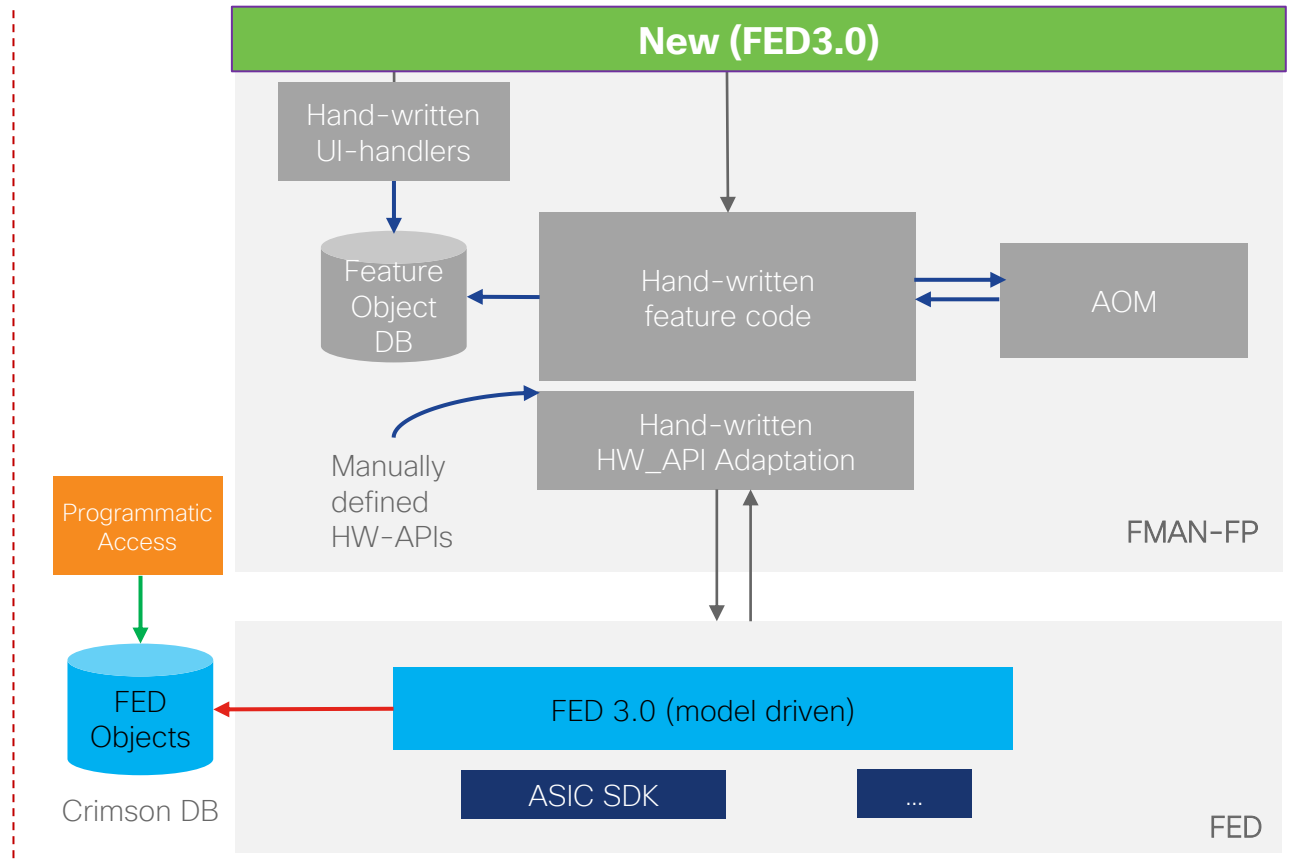 New (FED3.0)
Hand-written
UI-handlers
Feature
Object
DB
Hand-written
feature code
AOM
Hand-written
HW_API Adaptation
Manually
defined
HW-APIs
FMAN-FP
Programmatic
Access
FED
Objects
Crimson DB
FED 3.0 (model driven)
ASIC SDK
...
FED